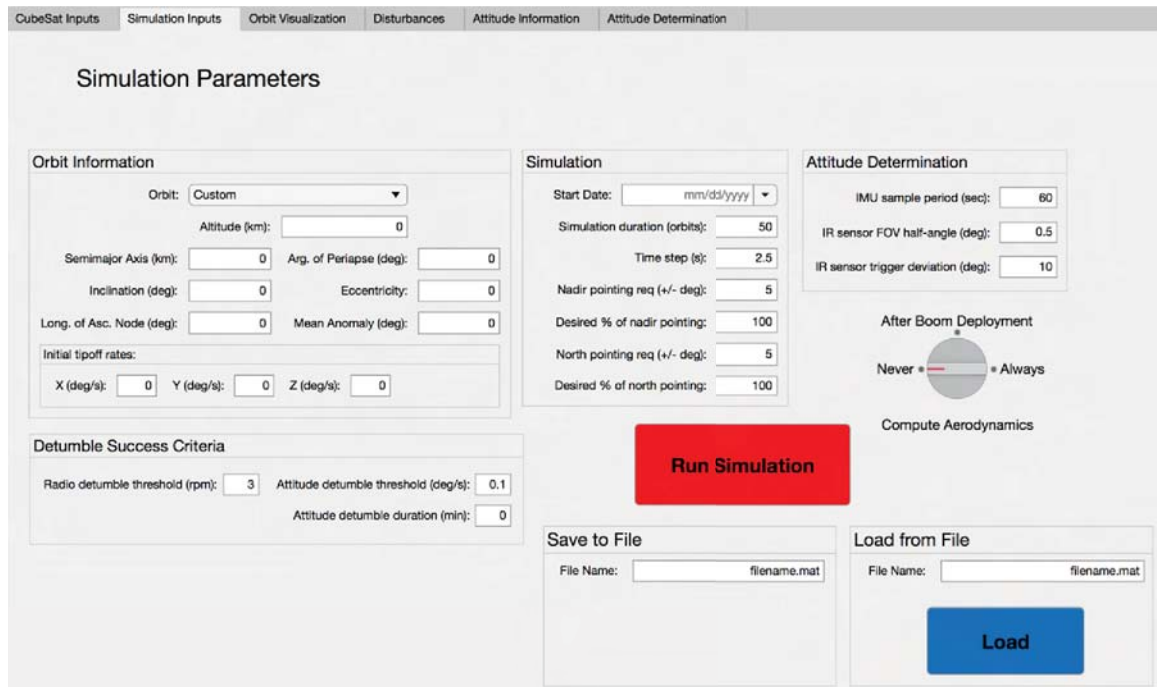 CubeSat Inputs Simulation Inputs Orbit Visualization Disturbances Attitude Information Attitude Determination
Simulation Parameters
Orbit Information
Orbit: Custom
Altitude (km): 0
Semimajor Axis (km): 0 Arg. of Periapse (deg): 0
Inclination (deg): 0 Eccentricity: 0
Long. of Asc. Node (deg): 0 Mean Anomaly (deg): 0
Initial tipoff rates:
X (deg/s): 0 Y (deg/s): 0 Z (deg/s): 0
Detumble Success Criteria
Radio detumble threshold (rpm): 3 Attitude detumble threshold (deg/s): 0.1
Attitude detumble duration (min): 0
Simulation
Start Date: mm/dd/yyyy
Simulation duration (orbits): 50
Time step (s): 2.5
Nadir pointing req (+/- deg): 5
Desired % of nadir pointing: 100
North pointing req (+/- deg): 5
Desired % of north pointing: 100
Attitude Determination
IMU sample period (sec): 60
IR sensor FOV half-angle (deg): 0.5
IR sensor trigger deviation (deg): 10
After Boom Deployment
Never Always
Compute Aerodynamics
Run Simulation
Save to File
File Name: filename.mat
Load from File
File Name: filename.mat
Load